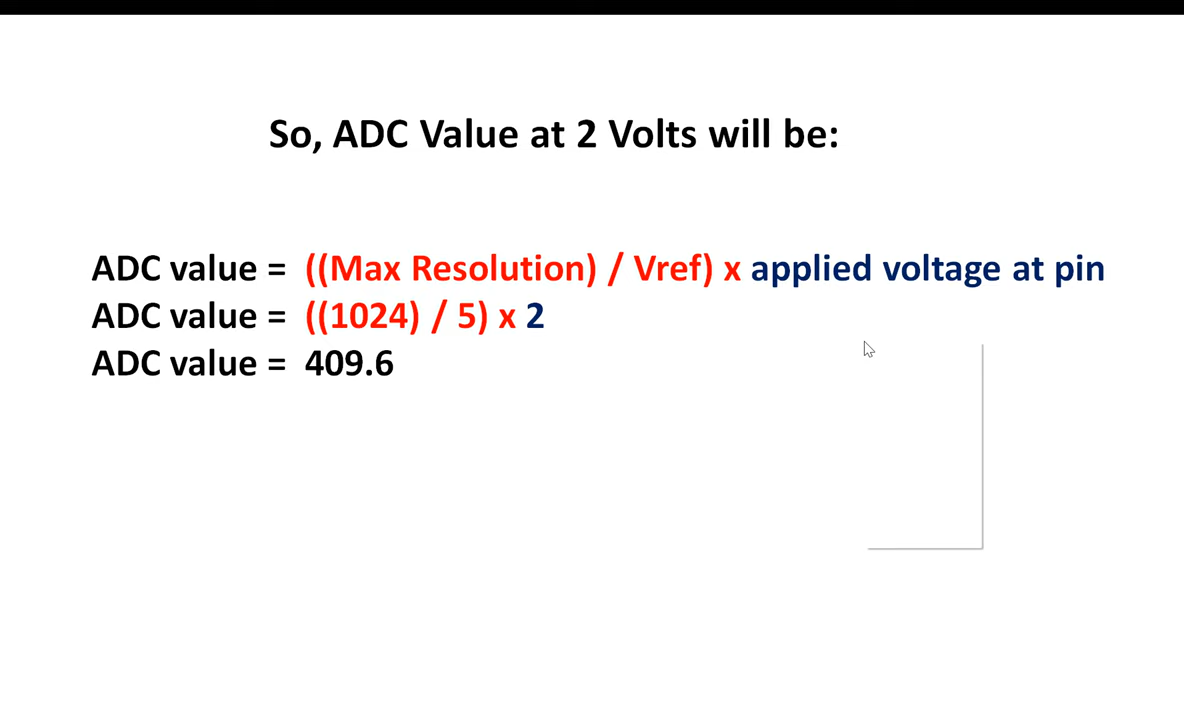 So, ADC Value at 2 Volts will be:
ADC value = ((Max Resolution) / Vref) x applied voltage at pin
ADC value = ((1024) / 5) x 2
ADC value = 409.6